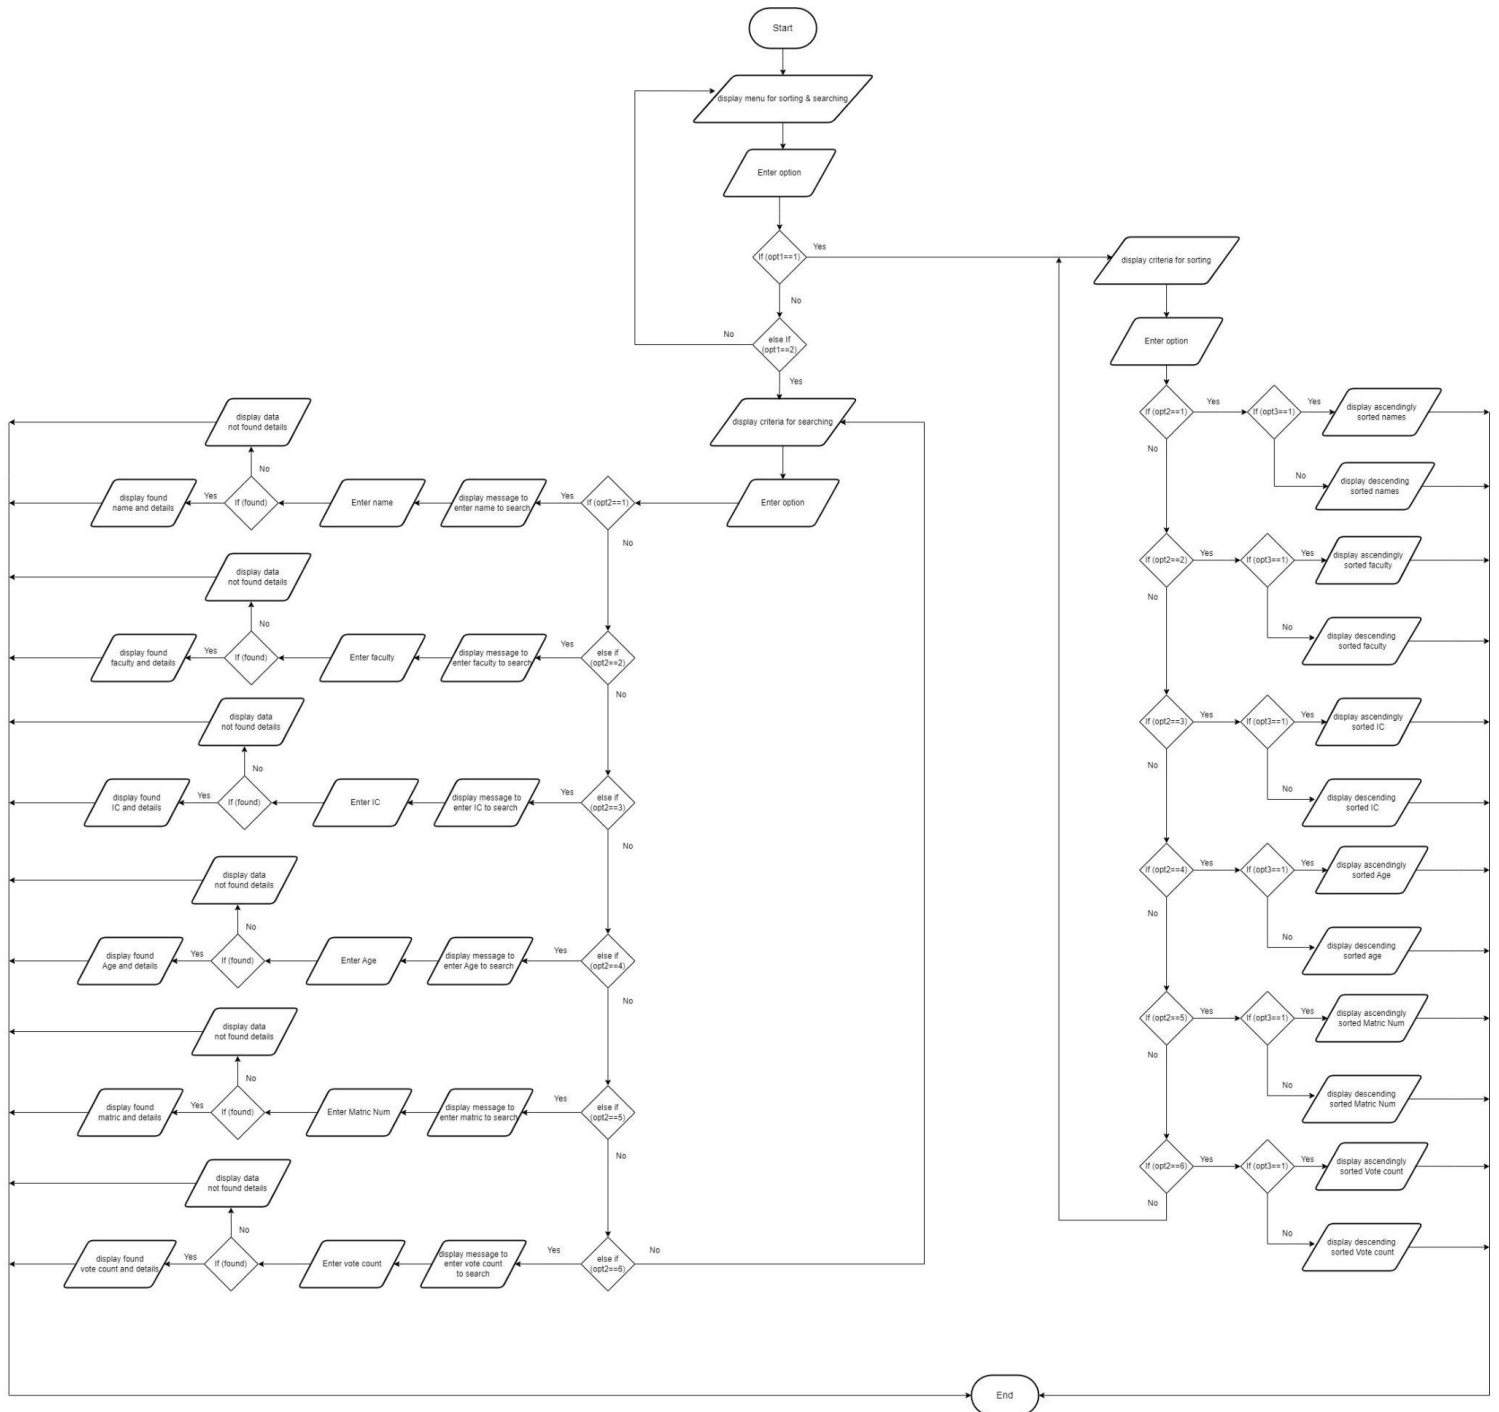 Start
display menu for sorting & searching
Enter option
If (opt1==1)
Yes
No
else If
(opt1==2)
No
Yes
display criteria for searching
Enter option
If (opt2==1)
Yes
No
display message to
enter name to search
Enter name
If (found)
Yes
No
display found
name and details
display data
not found details
else if
(opt2==2)
Yes
No
display message to
enter faculty to search
Enter faculty
If (found)
Yes
No
display found
faculty and details
display data
not found details
else if
(opt2==3)
Yes
No
display message to
enter IC to search
Enter IC
If (found)
Yes
No
display found
IC and details
display data
not found details
else if
(opt2==4)
Yes
No
display message to
enter Age to search
Enter Age
If (found)
Yes
No
display found
Age and details
display data
not found details
else if
(opt2==5)
Yes
No
display message to
enter matric to search
Enter Matric Num
If (found)
Yes
No
display found
matric and details
display data
not found details
else if
(opt2==6)
Yes
No
display message to
enter vote count
to search
Enter vote count
If (found)
Yes
No
display found
vote count and details
display data
not found details
display criteria for sorting
Enter option
If (opt2==1)
Yes
No
If (opt3==1)
Yes
No
display ascendingly
sorted names
display descending
sorted names
If (opt2==2)
Yes
No
If (opt3==1)
Yes
No
display ascendingly
sorted faculty
display descending
sorted faculty
If (opt2==3)
Yes
No
If (opt3==1)
Yes
No
display ascendingly
sorted IC
display descending
sorted IC
If (opt2==4)
Yes
No
If (opt3==1)
Yes
No
display ascendingly
sorted Age
display descending
sorted age
If (opt2==5)
Yes
No
If (opt3==1)
Yes
No
display ascendingly
sorted Matric Num
display descending
sorted Matric Num
If (opt2==6)
Yes
No
If (opt3==1)
Yes
No
display ascendingly
sorted Vote count
display descending
sorted Vote count
End